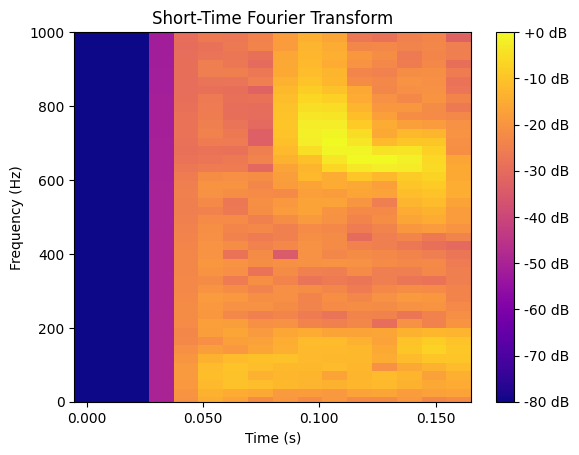 Short-Time Fourier Transform
1000
800
600
400
200
0
Frequency (Hz)
0.000
0.050
0.100
0.150
Time (s)
+0 dB
-10 dB
-20 dB
-30 dB
-40 dB
-50 dB
-60 dB
-70 dB
-80 dB